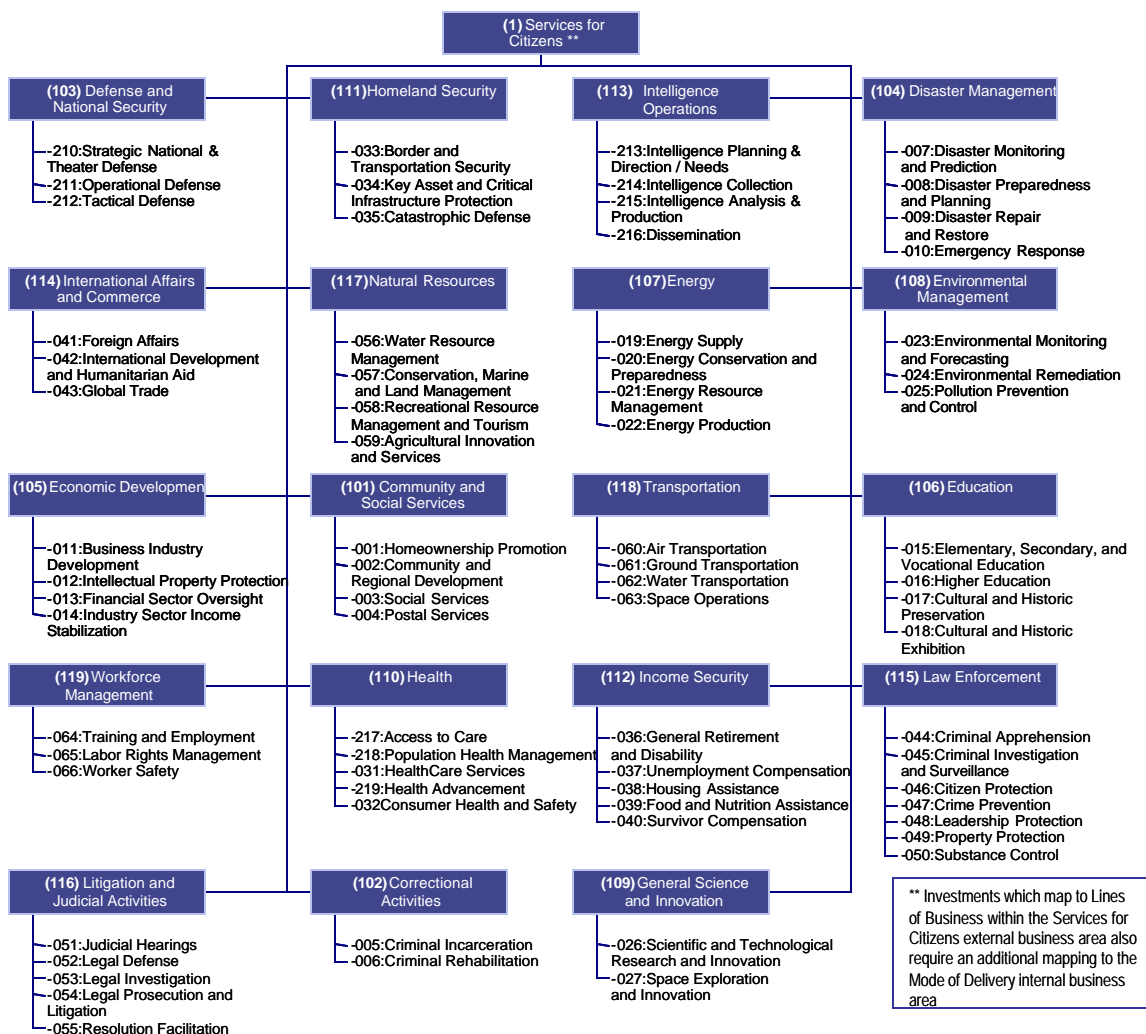 (1) Services for
Citizens **
(103) Defense and
National Security
-210:Strategic National &
Theater Defense
-211:Operational Defense
-212:Tactical Defense
(111)Homeland Security
-033:Border and
Transportation Security
-034:Key Asset and Critical
Infrastructure Protection
-035:Catastrophic Defense
(113) Intelligence
Operations
-213:Intelligence Planning &
Direction / Needs
-214:Intelligence Collection
-215:Intelligence Analysis &
Production
-216:Dissemination
(104) Disaster Management
-007:Disaster Monitoring
and Prediction
-008:Disaster Preparedness
and Planning
-009:Disaster Repair
and Restore
-010:Emergency Response
(114) International Affairs
and Commerce
-041:Foreign Affairs
-042:International Development
and Humanitarian Aid
-043:Global Trade
(117)Natural Resources
-056:Water Resource
Management
-057:Conservation, Marine
and Land Management
-058:Recreational Resource
Management and Tourism
-059:Agricultural Innovation
and Services
(107)Energy
-019:Energy Supply
-020:Energy Conservation and
Preparedness
-021:Energy Resource
Management
-022:Energy Production
(108) Environmental
Management
-023:Environmental Monitoring
and Forecasting
-024:Environmental Remediation
-025:Pollution Prevention
and Control
(105) Economic Developmen
-011:Business Industry
Development
-012:Intellectual Property Protection
-013:Financial Sector Oversight
-014:Industry Sector Income
Stabilization
(101) Community and
Social Services
-001:Homeownership Promotion
-002:Community and
Regional Development
-003:Social Services
-004:Postal Services
(118) Transportation
-060:Air Transportation
-061:Ground Transportation
-062:Water Transportation
-063:Space Operations
(106) Education
-015:Elementary, Secondary, and
Vocational Education
-016:Higher Education
-017:Cultural and Historic
Preservation
-018:Cultural and Historic
Exhibition
(119) Workforce
Management
-064:Training and Employment
-065:Labor Rights Management
-066:Worker Safety
(110) Health
-217:Access to Care
-218:Population Health Management
-031:HealthCare Services
-219:Health Advancement
-032Consumer Health and Safety
(112) Income Security
-036:General Retirement
and Disability
-037:Unemployment Compensation
-038:Housing Assistance
-039:Food and Nutrition Assistance
-040:Survivor Compensation
(115) Law Enforcement
-044:Criminal Apprehension
-045:Criminal Investigation
and Surveillance
-046:Citizen Protection
-047:Crime Prevention
-048:Leadership Protection
-049:Property Protection
-050:Substance Control
(116) Litigation and
Judicial Activities
-051:Judicial Hearings
-052:Legal Defense
-053:Legal Investigation
-054:Legal Prosecution and
Litigation
-055:Resolution Facilitation
(102) Correctional
Activities
-005:Criminal Incarceration
-006:Criminal Rehabilitation
(109) General Science
and Innovation
-026:Scientific and Technological
Research and Innovation
-027:Space Exploration
and Innovation
** Investments which map to Lines
of Business within the Services for
Citizens external business area also
require an additional mapping to the
Mode of Delivery internal business
area